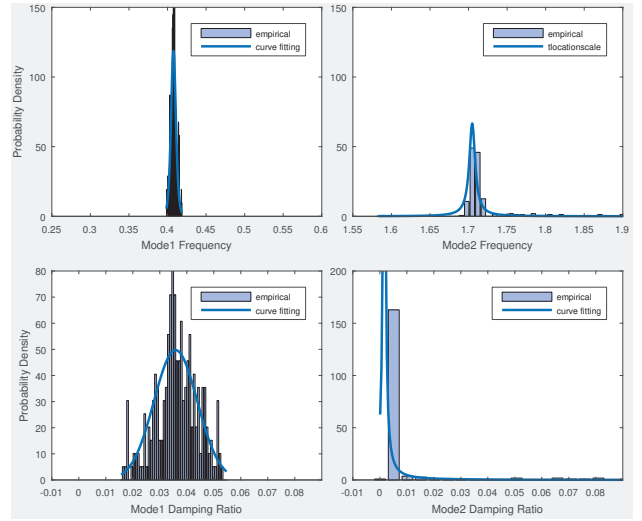 150
100
50
0
Probability Density
empirical
curve fitting
0.25 0.3 0.35 0.4 0.45 0.5 0.55 0.6
Mode1 Frequency
150
100
50
0
empirical
tlocationscale
1.55 1.6 1.65 1.7 1.75 1.8 1.85 1.9
Mode2 Frequency
80
70
60
50
40
30
20
10
0
Probability Density
empirical
curve fitting
-0.01 0 0.01 0.02 0.03 0.04 0.05 0.06 0.07 0.08
Mode1 Damping Ratio
200
150
100
50
0
empirical
curve fitting
-0.01 0 0.01 0.02 0.03 0.04 0.05 0.06 0.07 0.08 0.09
Mode2 Damping Ratio